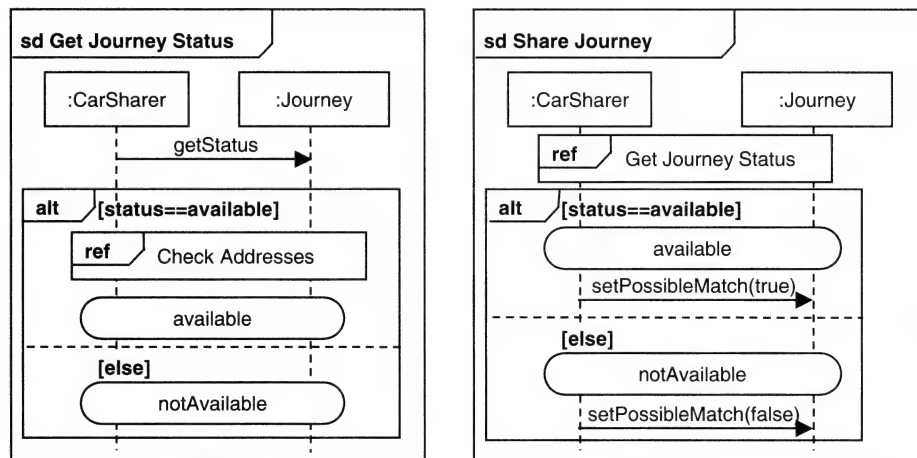 sd Get Journey Status
:CarSharer
:Journey
getStatus
alt
[status==available]
ref
Check Addresses
available
[else]
notAvailable
sd Share Journey
:CarSharer
:Journey
ref
Get Journey Status
alt
[status==available]
available
setPossibleMatch(true)
[else]
notAvailable
setPossibleMatch(false)